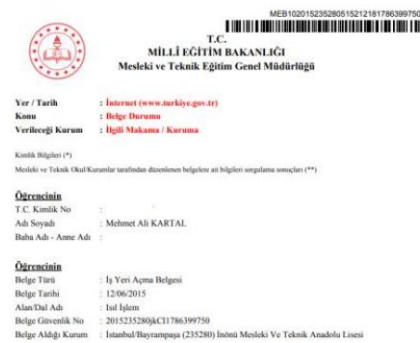 MEB102015235280515212181786399750
T.C.
MİLLÎ EĞİTİM BAKANLIĞI
Mesleki ve Teknik Eğitim Genel Müdürlüğü
Yer / Tarih : İnternet (www.turkiye.gov.tr)
Konu : Belge Durumu
Verileceği Kurum : İlgili Makama / Kuruma
Kimlik Bilgileri (*)
Mesleki ve Teknik Okul/Kurumlar tarafından düzenlenen belgelere ait bilgileri sorgulama sonuçları (**)
Öğrencinin
T.C. Kimlik No :
Adı Soyadı : Mehmet Ali KARTAL
Baba Adı - Anne Adı :
Öğrencinin
Belge Türü : İş Yeri Açma Belgesi
Belge Tarihi : 12/06/2015
Alan/Dal Adı : Isıl İşlem
Belge Güvenlik No : 2015235280jkCI1786399750
Belge Aldığı Kurum : İstanbul/Bayrampaşa (235280) İnönü Mesleki Ve Teknik Anadolu Lisesi